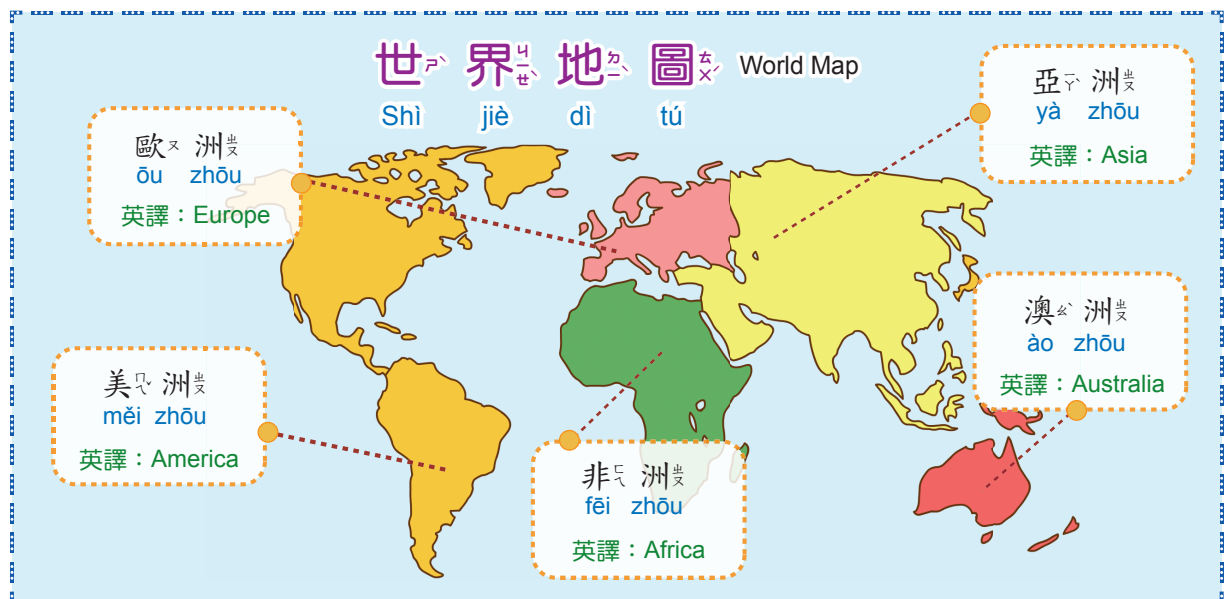 世ㄕˋ 界ㄐㄧㄝˋ 地ㄉㄧˋ 圖ㄊㄨˊ World Map
Shì jiè dì tú
歐ㄡ 洲ㄓㄡ
ōu zhōu
英譯：Europe
亞ㄧㄚˋ 洲ㄓㄡ
yà zhōu
英譯：Asia
美ㄇㄟˇ 洲ㄓㄡ
měi zhōu
英譯：America
非ㄈㄟ 洲ㄓㄡ
fēi zhōu
英譯：Africa
澳ㄠˋ 洲ㄓㄡ
ào zhōu
英譯：Australia